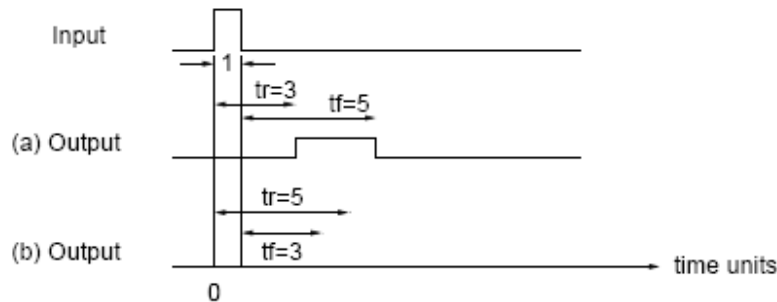 Input
1
tr=3
tf=5
(a) Output
tr=5
tf=3
(b) Output
time units
0